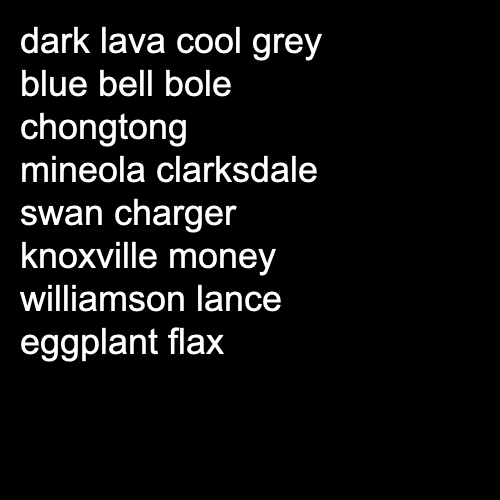 dark lava cool grey
blue bell bole
chongtong
mineola clarksdale
swan charger
knoxville money
williamson lance
eggplant flax